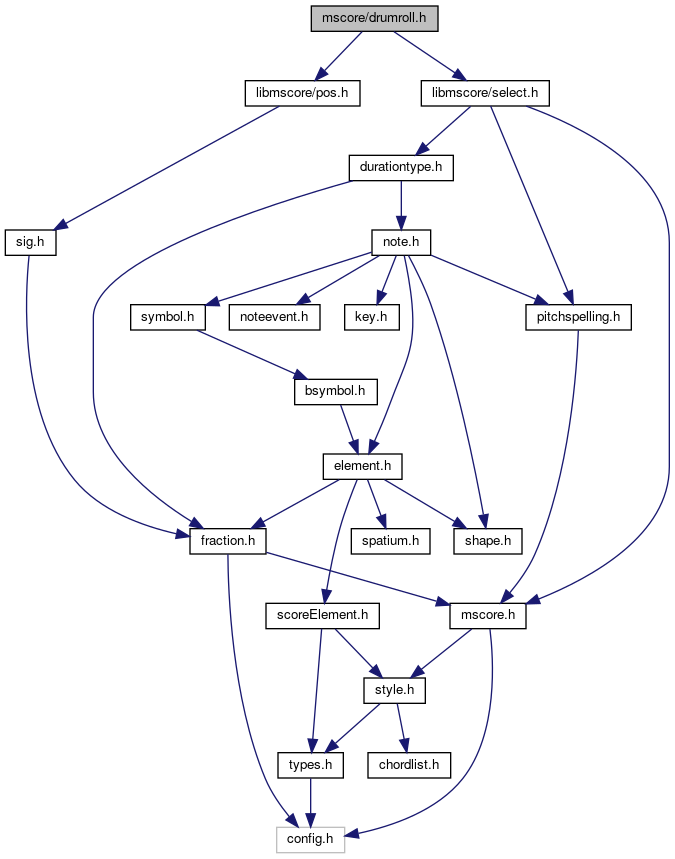 mscore/drumroll.h
libmscore/pos.h
libmscore/select.h
durationtype.h
sig.h
note.h
symbol.h
noteevent.h
key.h
pitchspelling.h
bsymbol.h
element.h
fraction.h
spatium.h
shape.h
scoreElement.h
mscore.h
style.h
types.h
chordlist.h
config.h